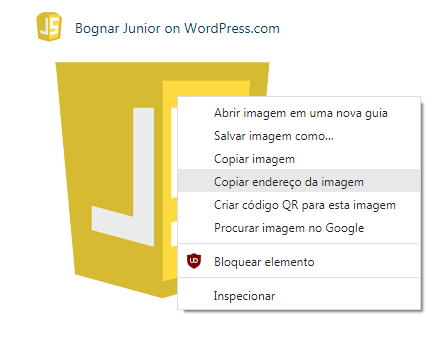 JS
Bognar Junior on WordPress.com
JS
Abrir imagem em uma nova guia
Salvar imagem como...
Copiar imagem
Copiar endereço da imagem
Criar código QR para esta imagem
Procurar imagem no Google
Bloquear elemento
Inspecionar